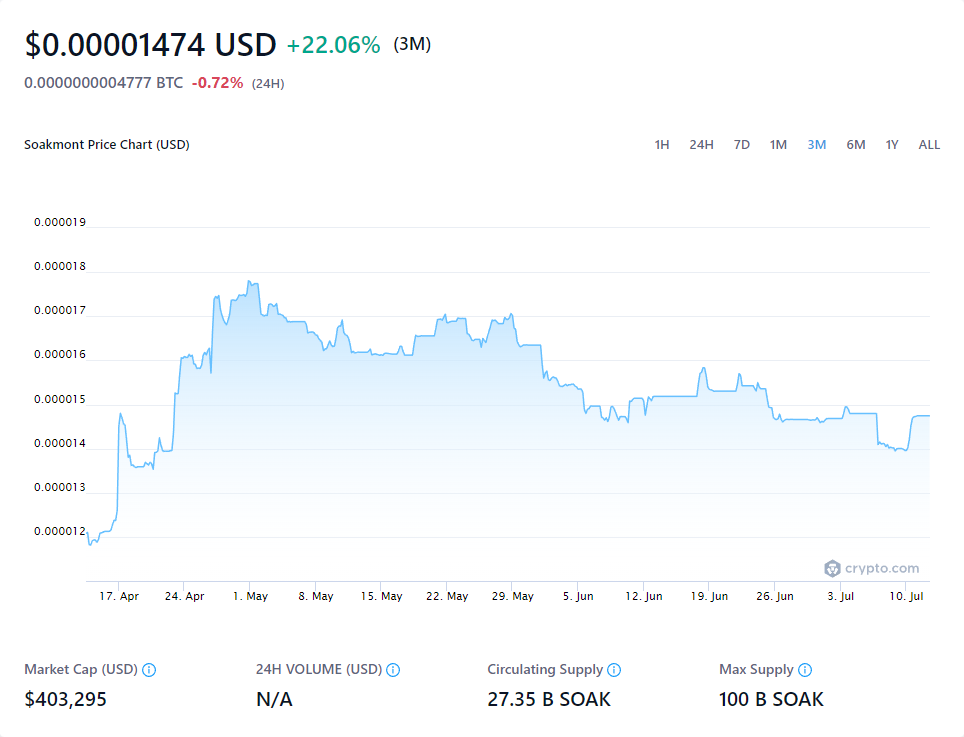 $0.00001474 USD +22.06% (3M)
0.0000000004777 BTC -0.72% (24H)
Soakmont Price Chart (USD) 1H 24H 7D 1M 3M 6M 1Y ALL
0.000019
0.000018
0.000017
0.000016
0.000015
0.000014
0.000013
0.000012
crypto.com
17. Apr 24. Apr 1. May 8. May 15. May 22. May 29. May 5. Jun 12. Jun 19. Jun 26. Jun 3. Jul 10. Jul
Market Cap (USD) 24H VOLUME (USD) Circulating Supply Max Supply
$403,295 N/A 27.35 B SOAK 100 B SOAK